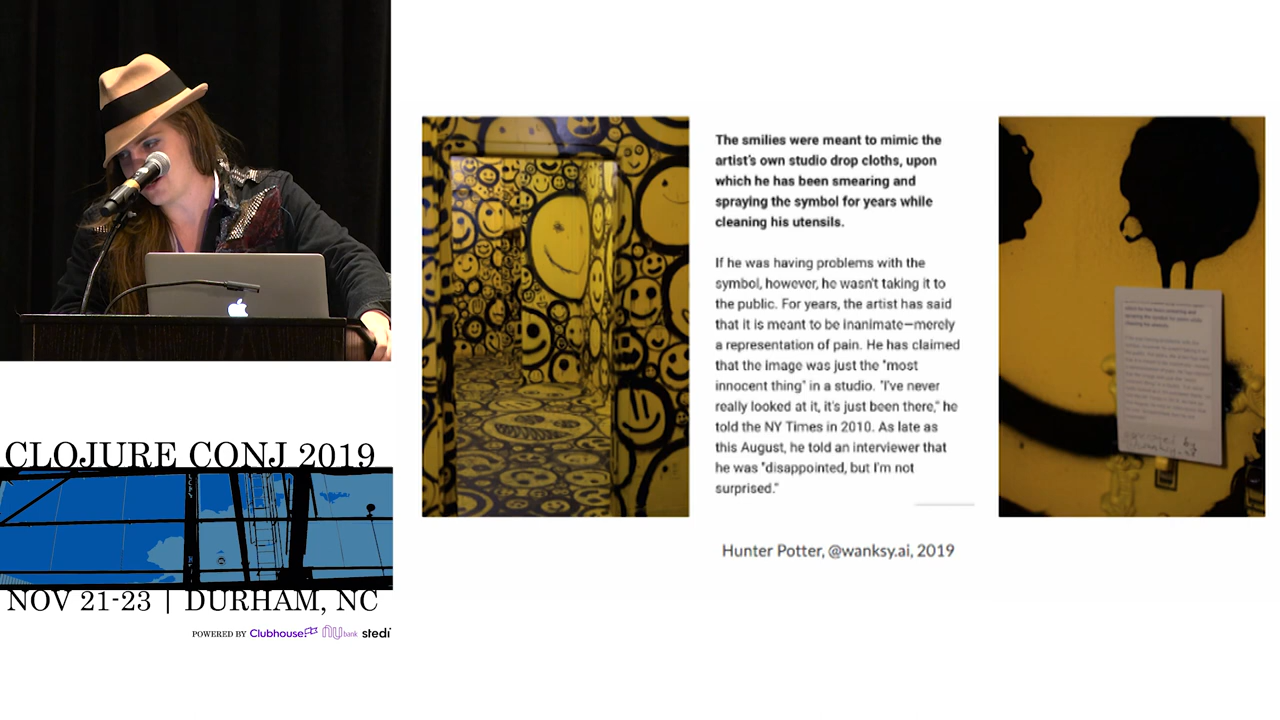 CLOJURE CONJ 2019
NOV 21-23 | DURHAM, NC
POWERED BY Clubhouse nu bank stedi
The smilies were meant to mimic the
artist's own studio drop cloths, upon
which he has been smearing and
spraying the symbol for years while
cleaning his utensils.
If he was having problems with the
symbol, however, he wasn't taking it to
the public. For years, the artist has said
that it is meant to be inanimate—merely
a representation of pain. He has claimed
that the image was just the "most
innocent thing" in a studio. "I've never
really looked at it, it's just been there," he
told the NY Times in 2010. As late as
this August, he told an interviewer that
he was "disappointed, but I'm not
surprised."
Hunter Potter, @wanksy.ai, 2019